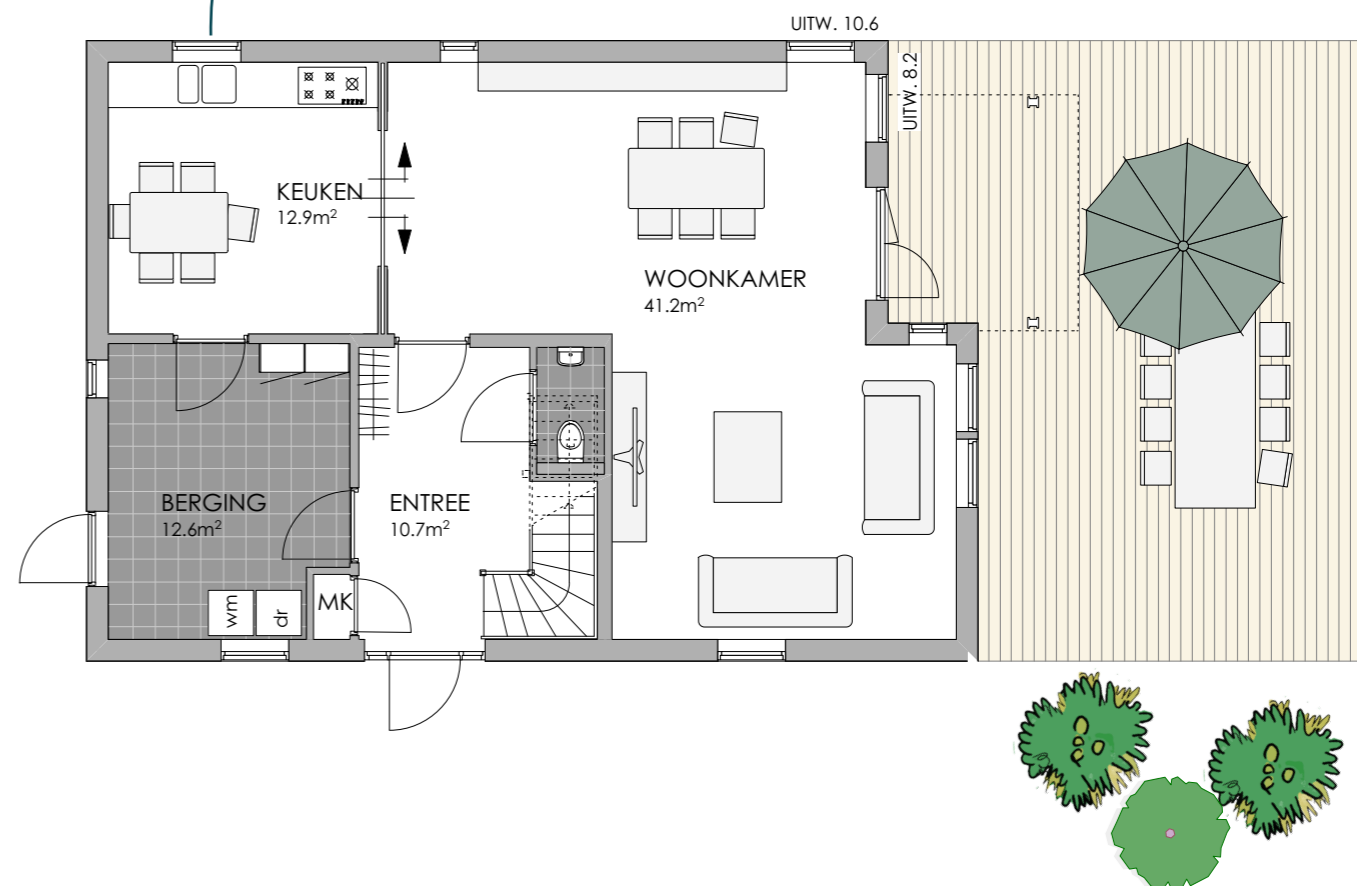 UITW. 10.6
UITW. 8.2
KEUKEN
12.9m²
WOONKAMER
41.2m²
BERGING
12.6m²
ENTREE
10.7m²
MK
wm
dr